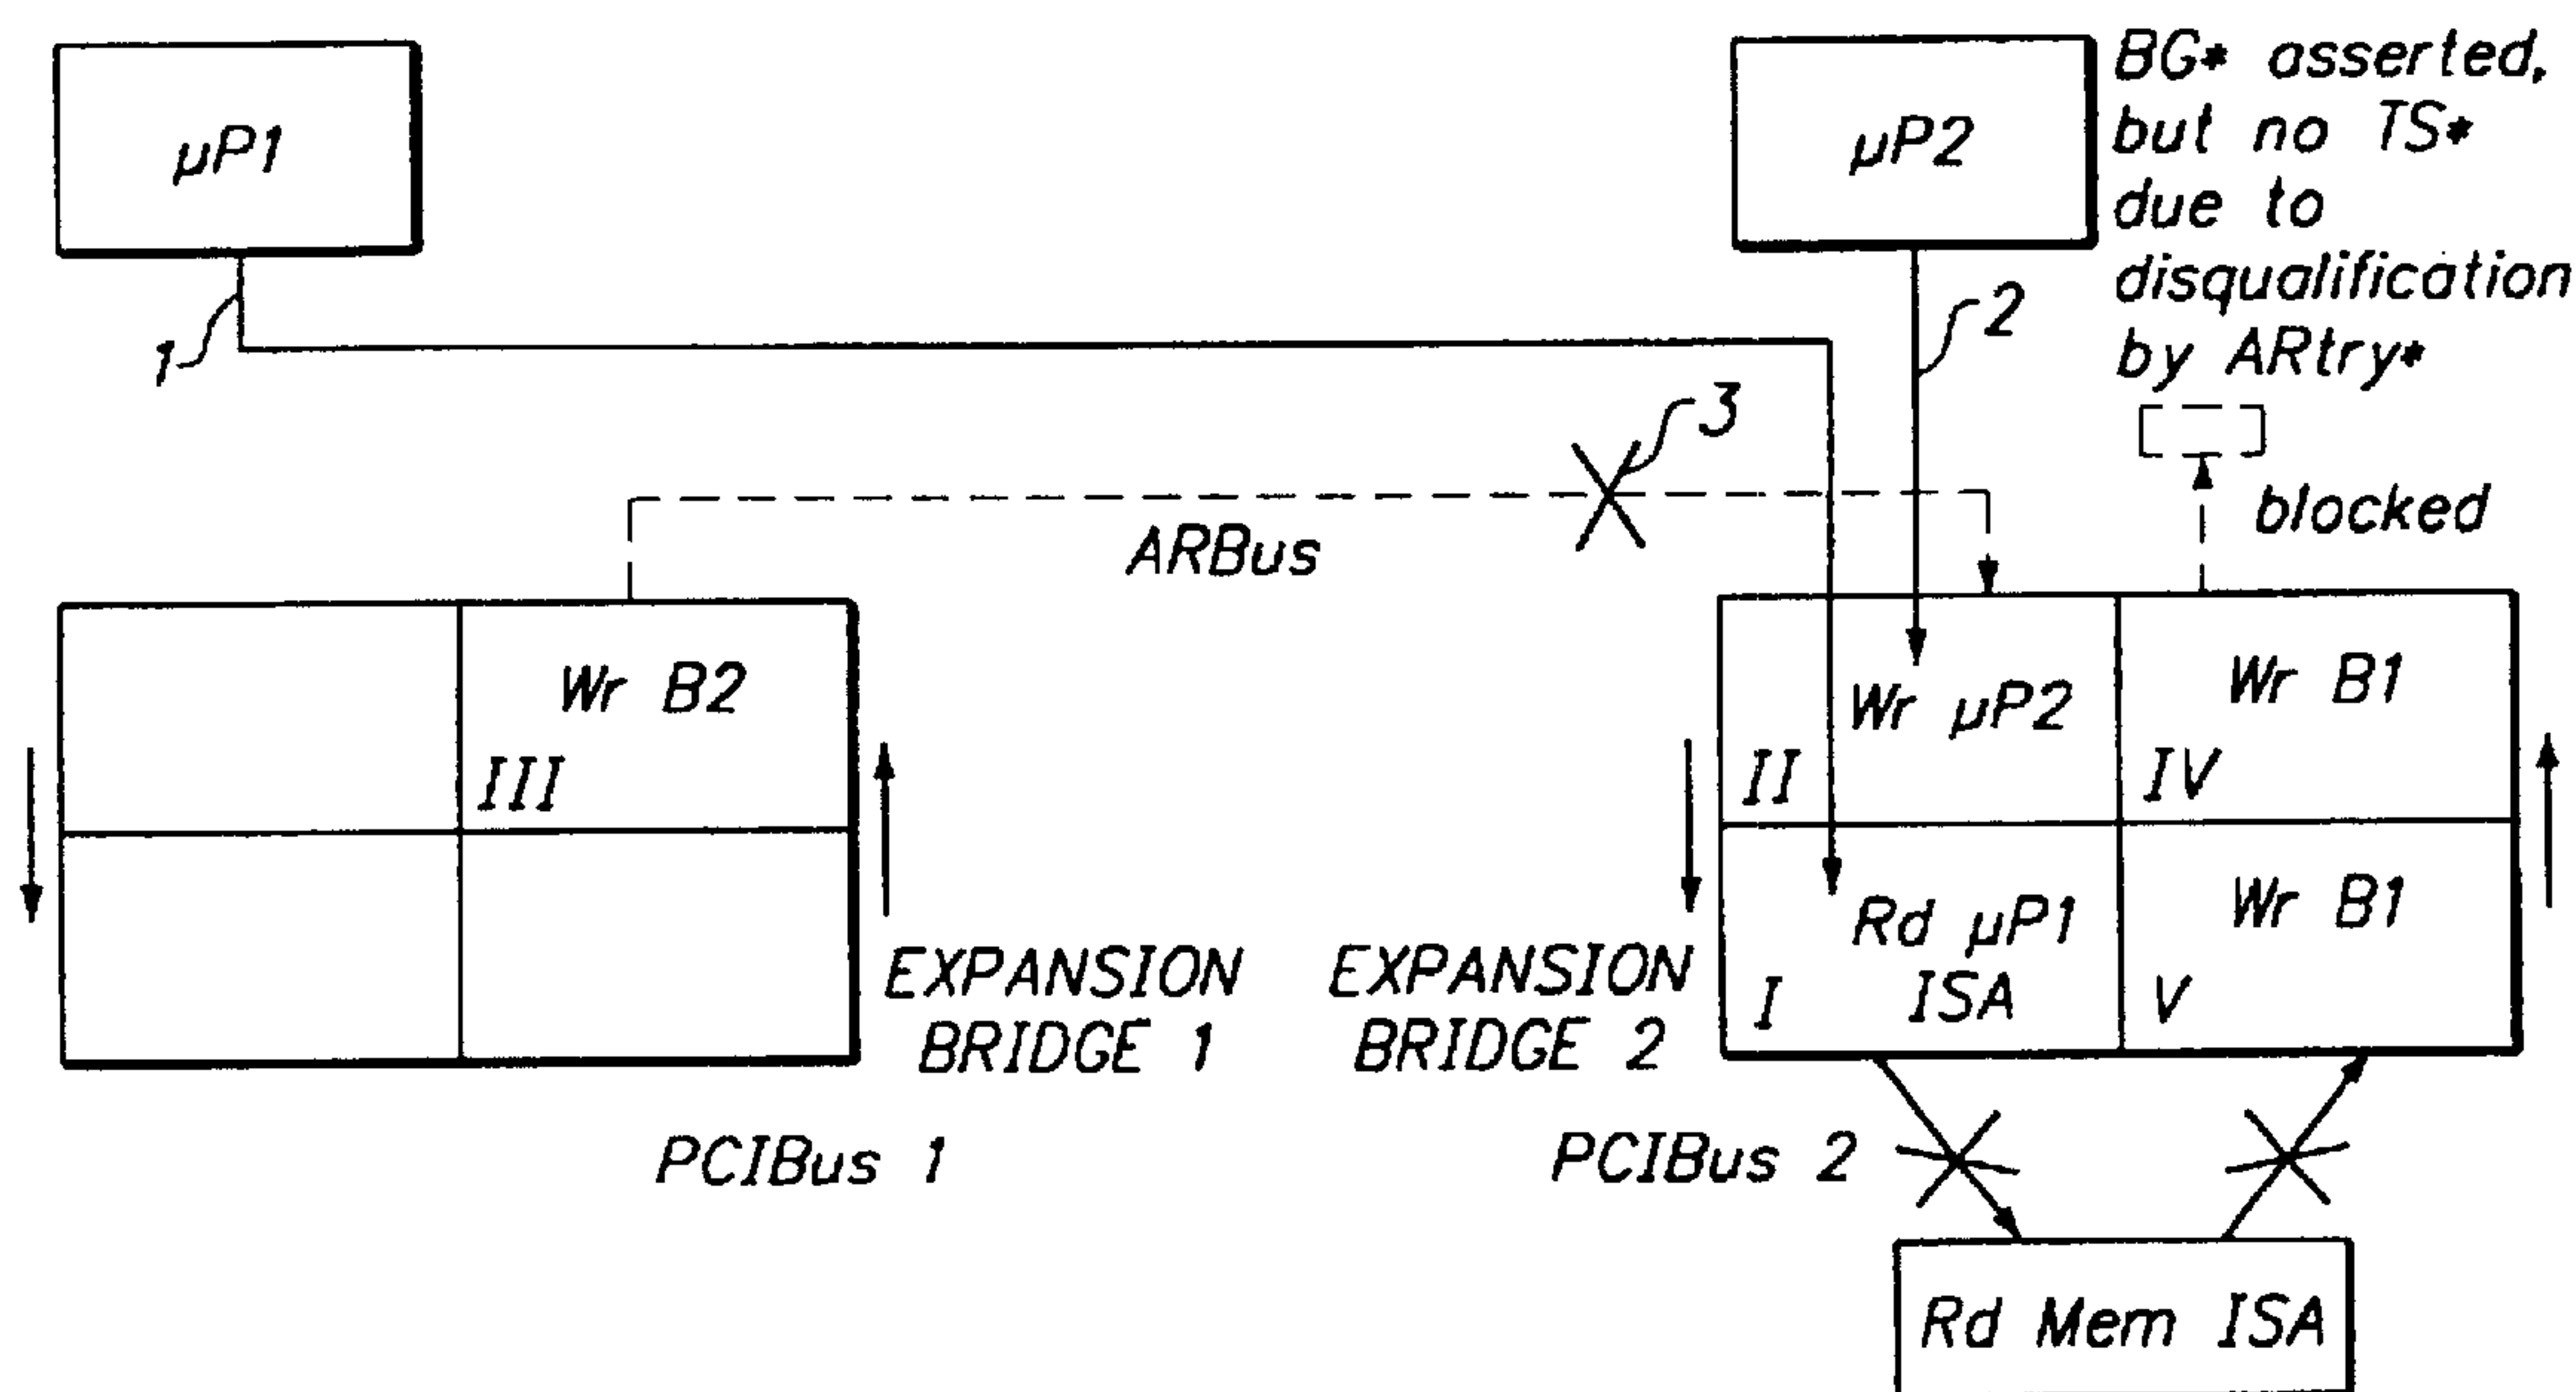 μP1
μP2
BG* asserted,
but no TS*
due to
disqualification
by ARtry*
1
2
3
blocked
ARBus
Wr B2
III
Wr μP2
II
Wr B1
IV
Rd μP1
ISA
I
Wr B1
V
EXPANSION
BRIDGE 1
EXPANSION
BRIDGE 2
PCIBus 1
PCIBus 2
Rd Mem ISA